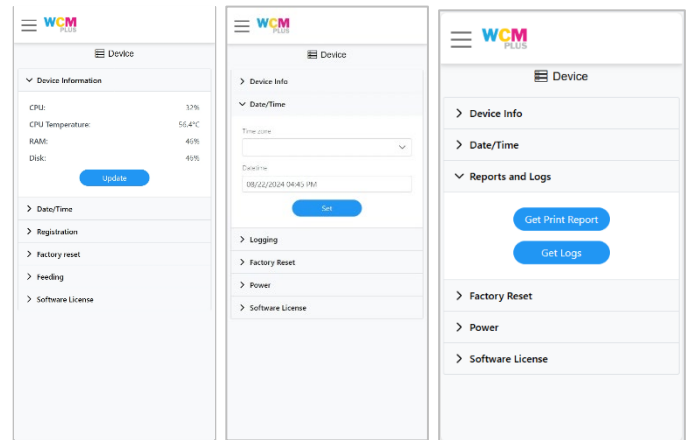 WCM
PLUS
Device
Device Information
CPU: 32%
CPU Temperature: 56.4°C
RAM: 46%
Disk: 46%
Update
Date/Time
Registration
Factory reset
Feeding
Software License
WCM
PLUS
Device
Device Info
Date/Time
Time zone
Datetime
08/22/2024 04:45 PM
Set
Logging
Factory Reset
Power
Software License
WCM
PLUS
Device
Device Info
Date/Time
Reports and Logs
Get Print Report
Get Logs
Factory Reset
Power
Software License